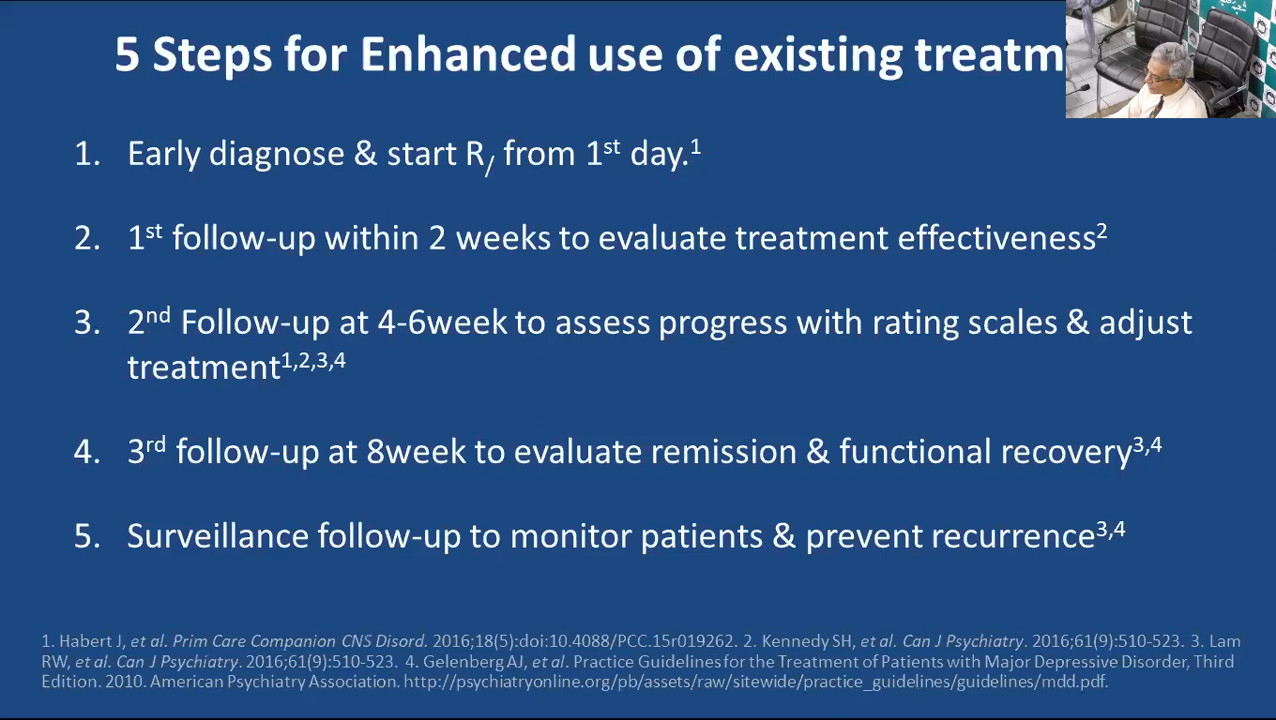 5 Steps for Enhanced use of existing treatm
1. Early diagnose & start R/ from 1st day.1
2. 1st follow-up within 2 weeks to evaluate treatment effectiveness2
3. 2nd Follow-up at 4-6week to assess progress with rating scales & adjust
treatment1,2,3,4
4. 3rd follow-up at 8week to evaluate remission & functional recovery3,4
5. Surveillance follow-up to monitor patients & prevent recurrence3,4
1. Habert J, et al. Prim Care Companion CNS Disord. 2016;18(5):doi:10.4088/PCC.15r019262. 2. Kennedy SH, et al. Can J Psychiatry. 2016;61(9):510-523. 3. Lam
RW, et al. Can J Psychiatry. 2016;61(9):510-523. 4. Gelenberg AJ, et al. Practice Guidelines for the Treatment of Patients with Major Depressive Disorder, Third
Edition. 2010. American Psychiatry Association. http://psychiatryonline.org/pb/assets/raw/sitewide/practice_guidelines/guidelines/mdd.pdf.